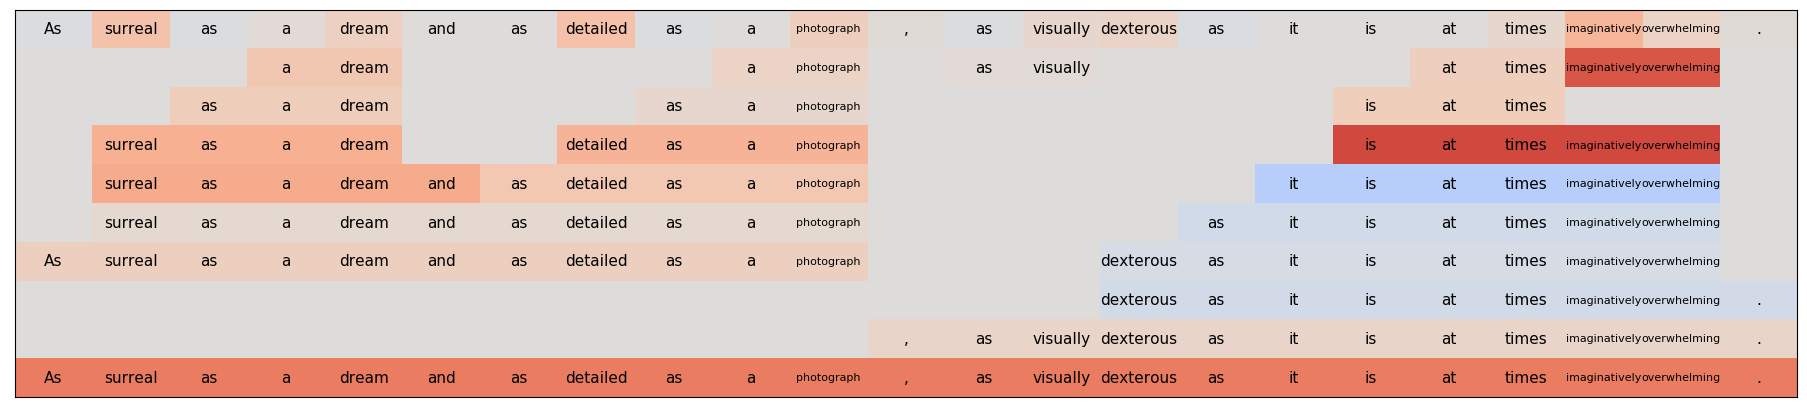 As surreal as a dream and as detailed as a photograph , as visually dexterous as it is at times imaginatively overwhelming .
a dream a photograph as visually at times imaginatively overwhelming
as a dream as a photograph is at times
surreal as a dream detailed as a photograph is at times imaginatively overwhelming
surreal as a dream and as detailed as a photograph it is at times imaginatively overwhelming
surreal as a dream and as detailed as a photograph as it is at times imaginatively overwhelming
As surreal as a dream and as detailed as a photograph dexterous as it is at times imaginatively overwhelming
dexterous as it is at times imaginatively overwhelming .
, as visually dexterous as it is at times imaginatively overwhelming .
As surreal as a dream and as detailed as a photograph , as visually dexterous as it is at times imaginatively overwhelming .